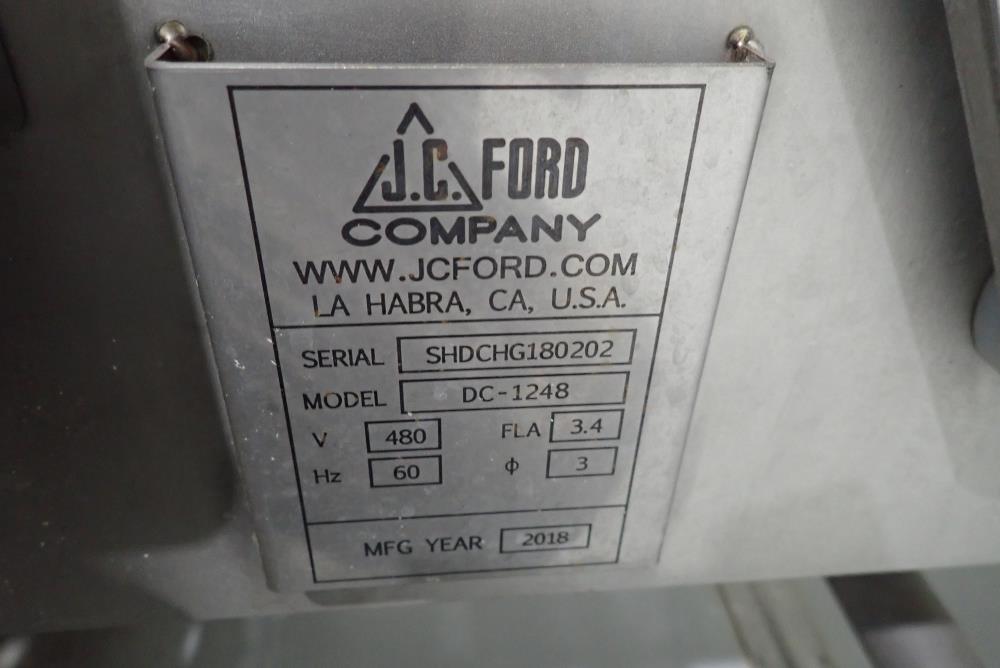 J.C. FORD
COMPANY
WWW.JCFORD.COM
LA HABRA, CA, U.S.A.
SERIAL SHDCHG180202
MODEL DC-1248
V 480 FLA 3.4
Hz 60 ϕ 3
MFG YEAR 2018